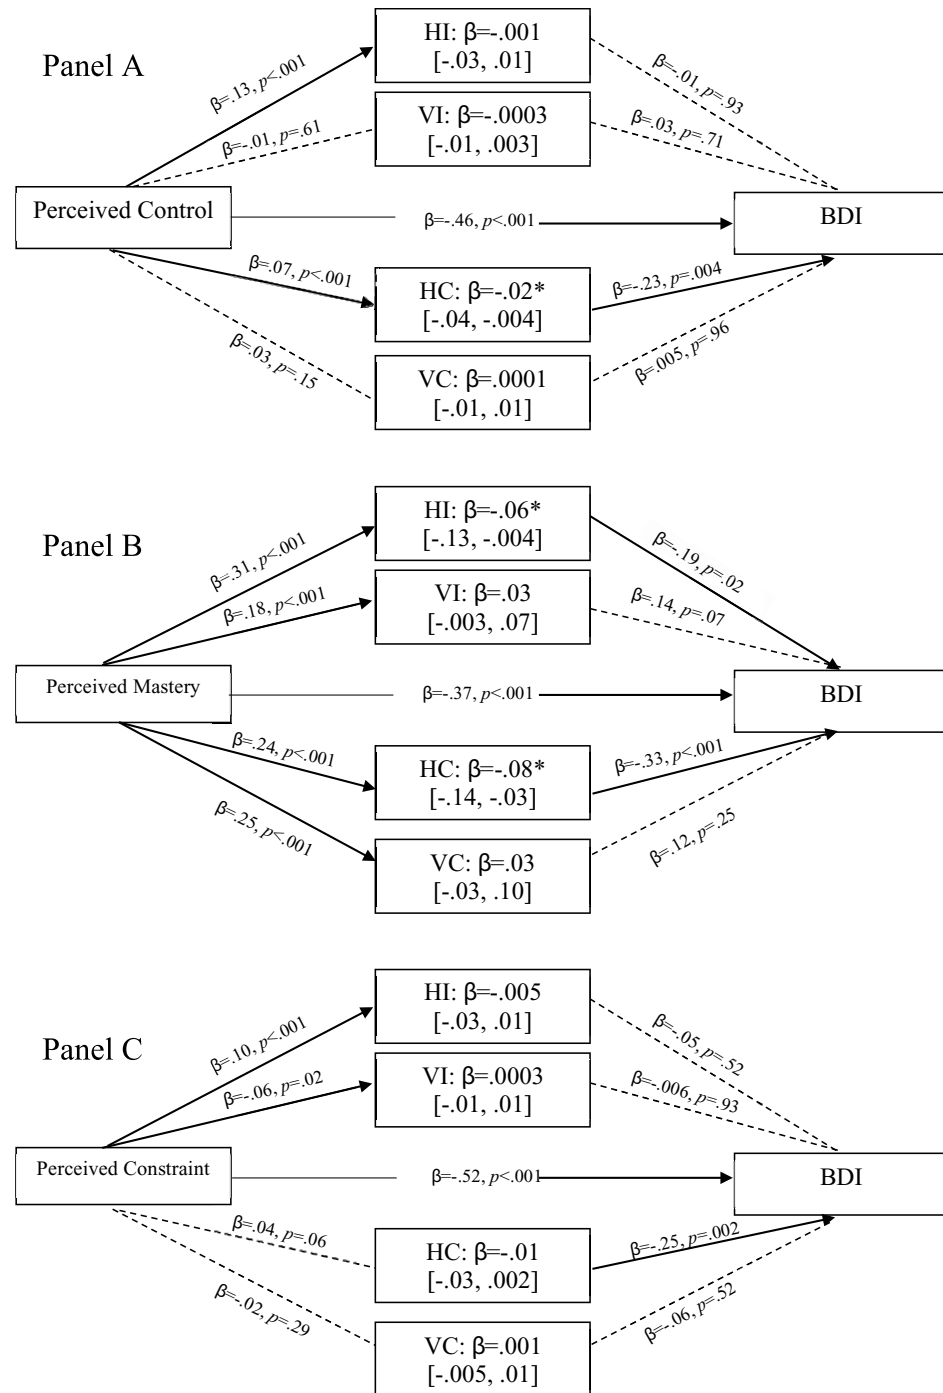 Panel A
HI: β=-.001
[-.03, .01]
β=.13, p<.001
β=-.01, p=.93
VI: β=-.0003
[-.01, .003]
β=-.01, p=.61
β=.03, p=.71
Perceived Control
β=-.46, p<.001
BDI
β=.07, p<.001
HC: β=-.02*
[-.04, -.004]
β=-.23, p=.004
β=.03, p=.15
VC: β=.0001
[-.01, .01]
β=.005, p=.96
Panel B
HI: β=-.06*
[-.13, -.004]
β=.31, p<.001
β=-.19, p=.02
VI: β=.03
[-.003, .07]
β=.18, p<.001
β=.14, p=.07
Perceived Mastery
β=-.37, p<.001
BDI
β=.24, p<.001
HC: β=-.08*
[-.14, -.03]
β=-.33, p<.001
β=.25, p<.001
VC: β=.03
[-.03, .10]
β=.12, p=.25
Panel C
HI: β=-.005
[-.03, .01]
β=.10, p<.001
β=-.05, p=.52
VI: β=.0003
[-.01, .01]
β=-.06, p=.02
β=-.006, p=.93
Perceived Constraint
β=-.52, p<.001
BDI
β=.04, p=.06
HC: β=-.01
[-.03, .002]
β=-.25, p=.002
β=-.02, p=.29
VC: β=.001
[-.005, .01]
β=-.06, p=.52